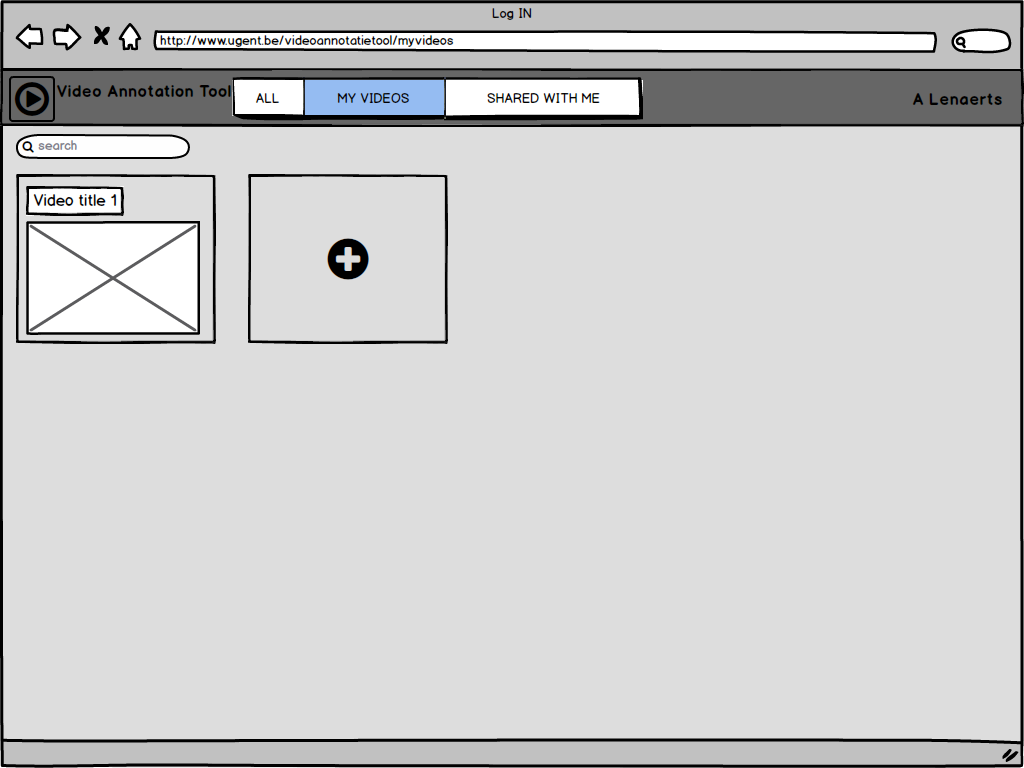 Log IN
http://www.ugent.be/videoannotatietool/myvideos
Video Annotation Tool
ALL
MY VIDEOS
SHARED WITH ME
A Lenaerts
search
Video title 1